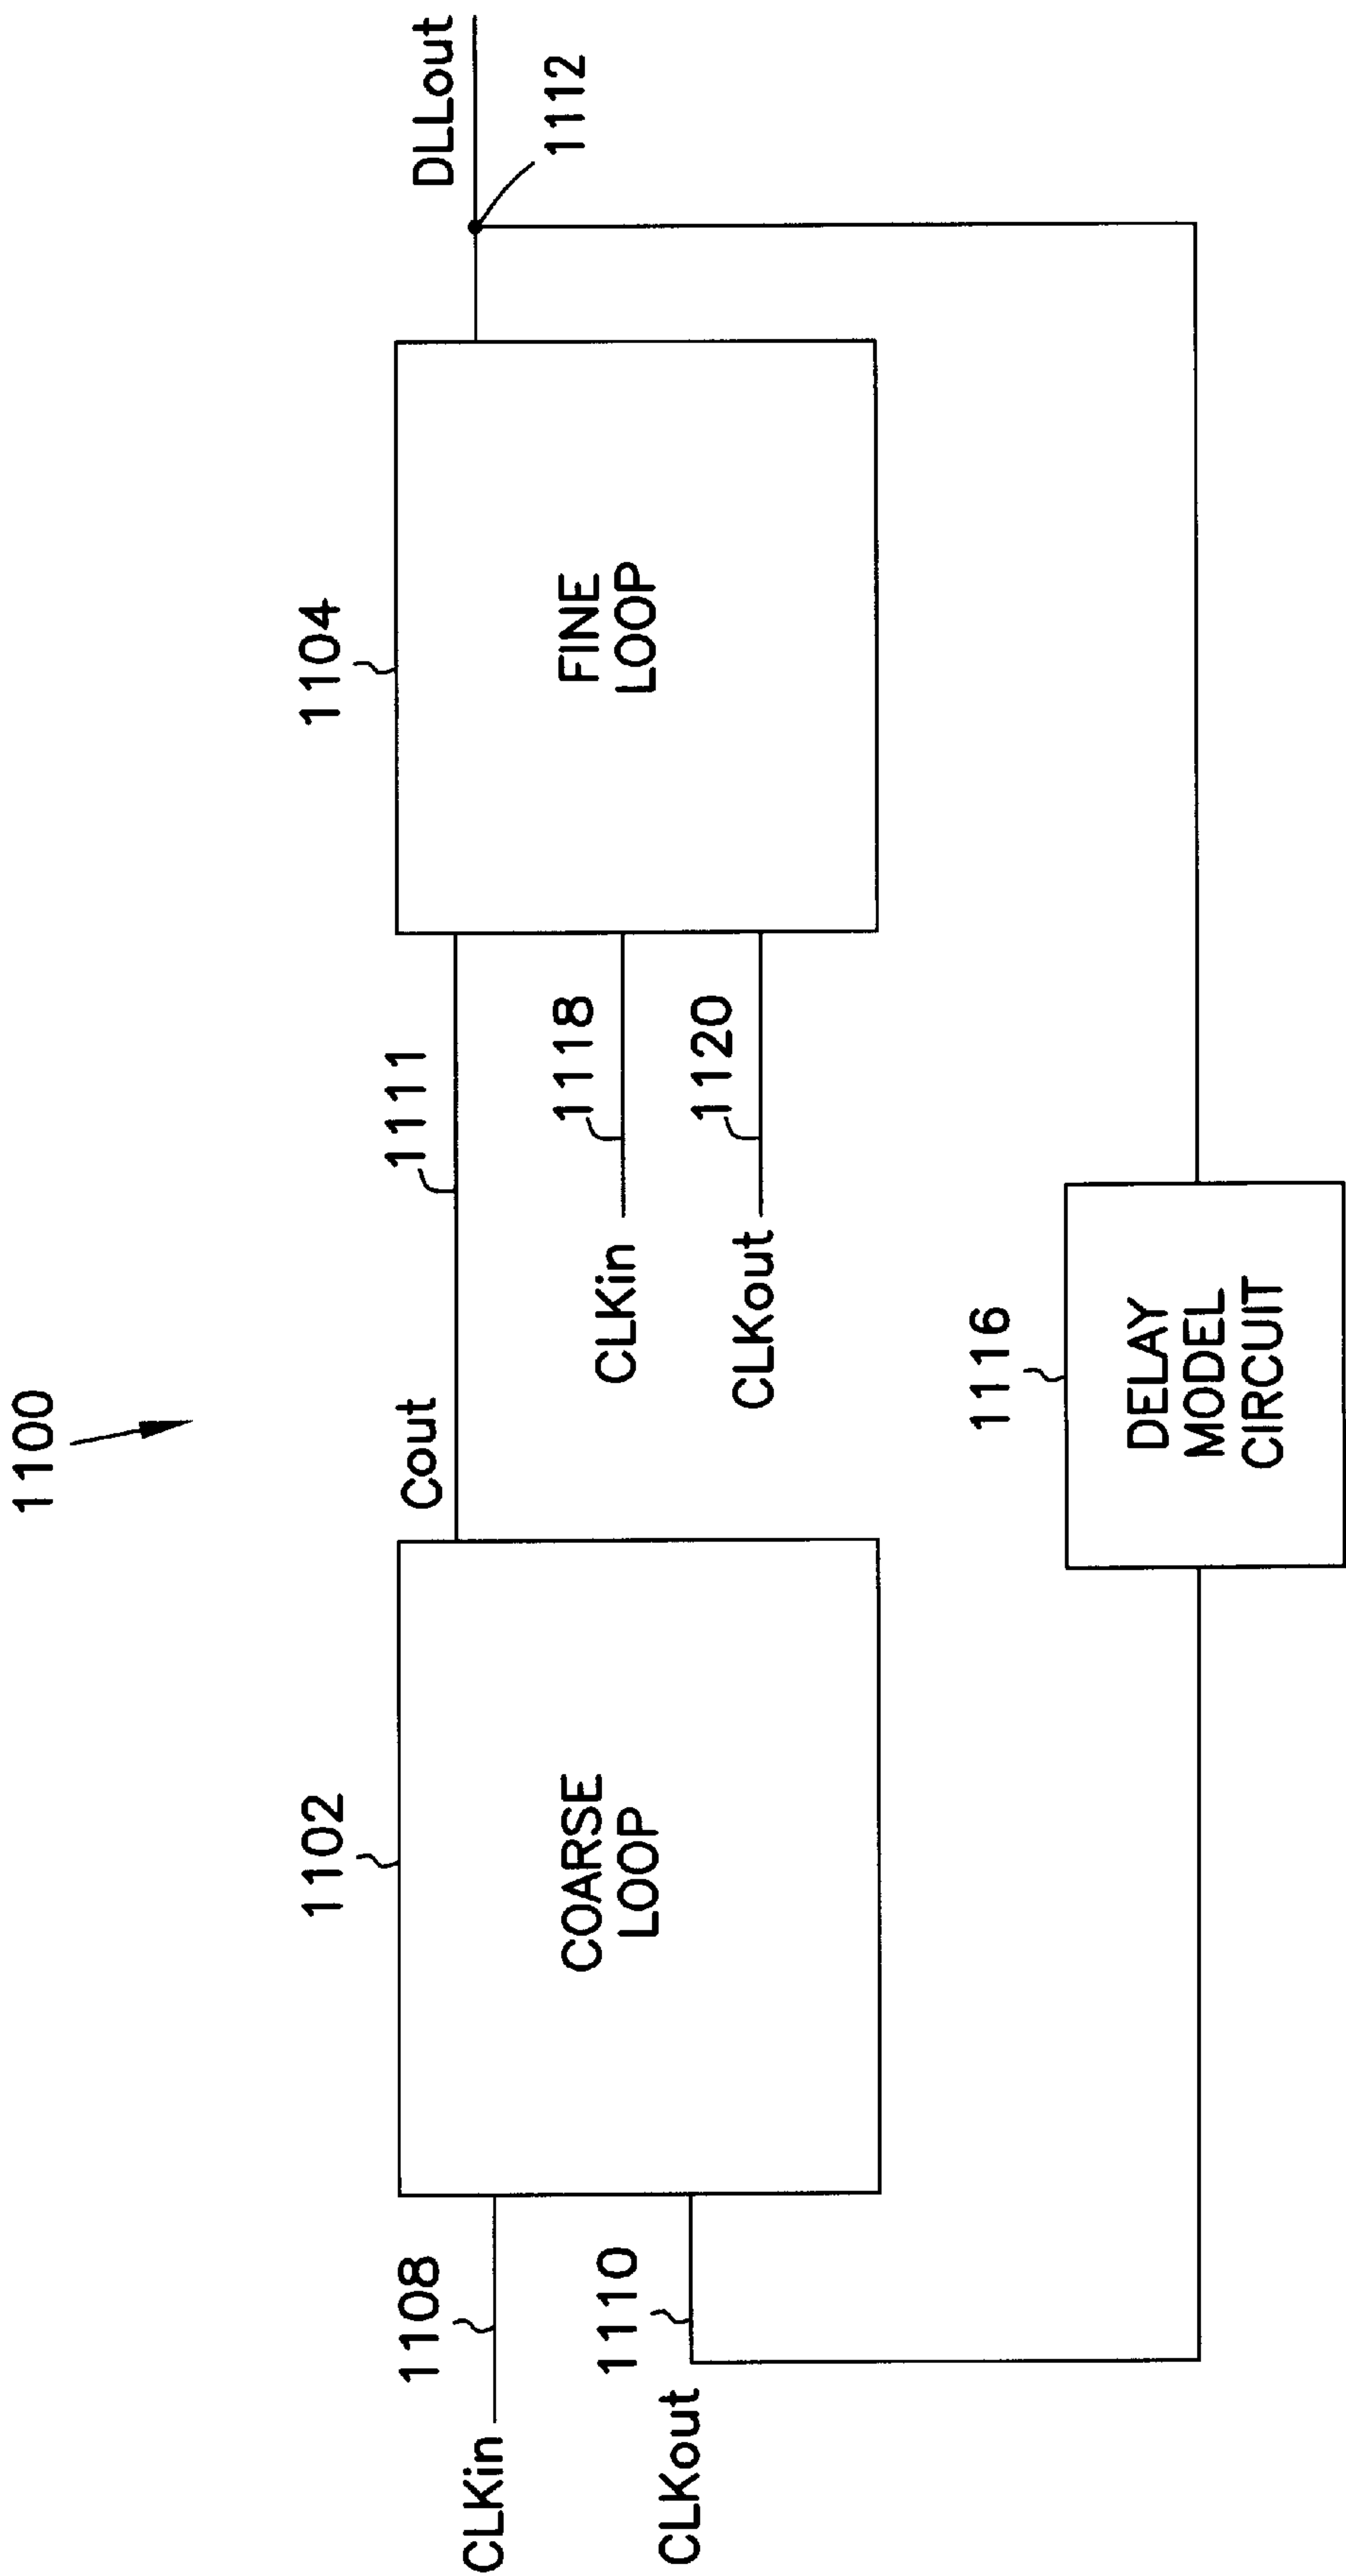 1100
1102
COARSE
LOOP
1108
CLKin
1110
CLKout
Cout
1111
1104
FINE
LOOP
1118
CLKin
1120
CLKout
DLLout
1112
1116
DELAY
MODEL
CIRCUIT